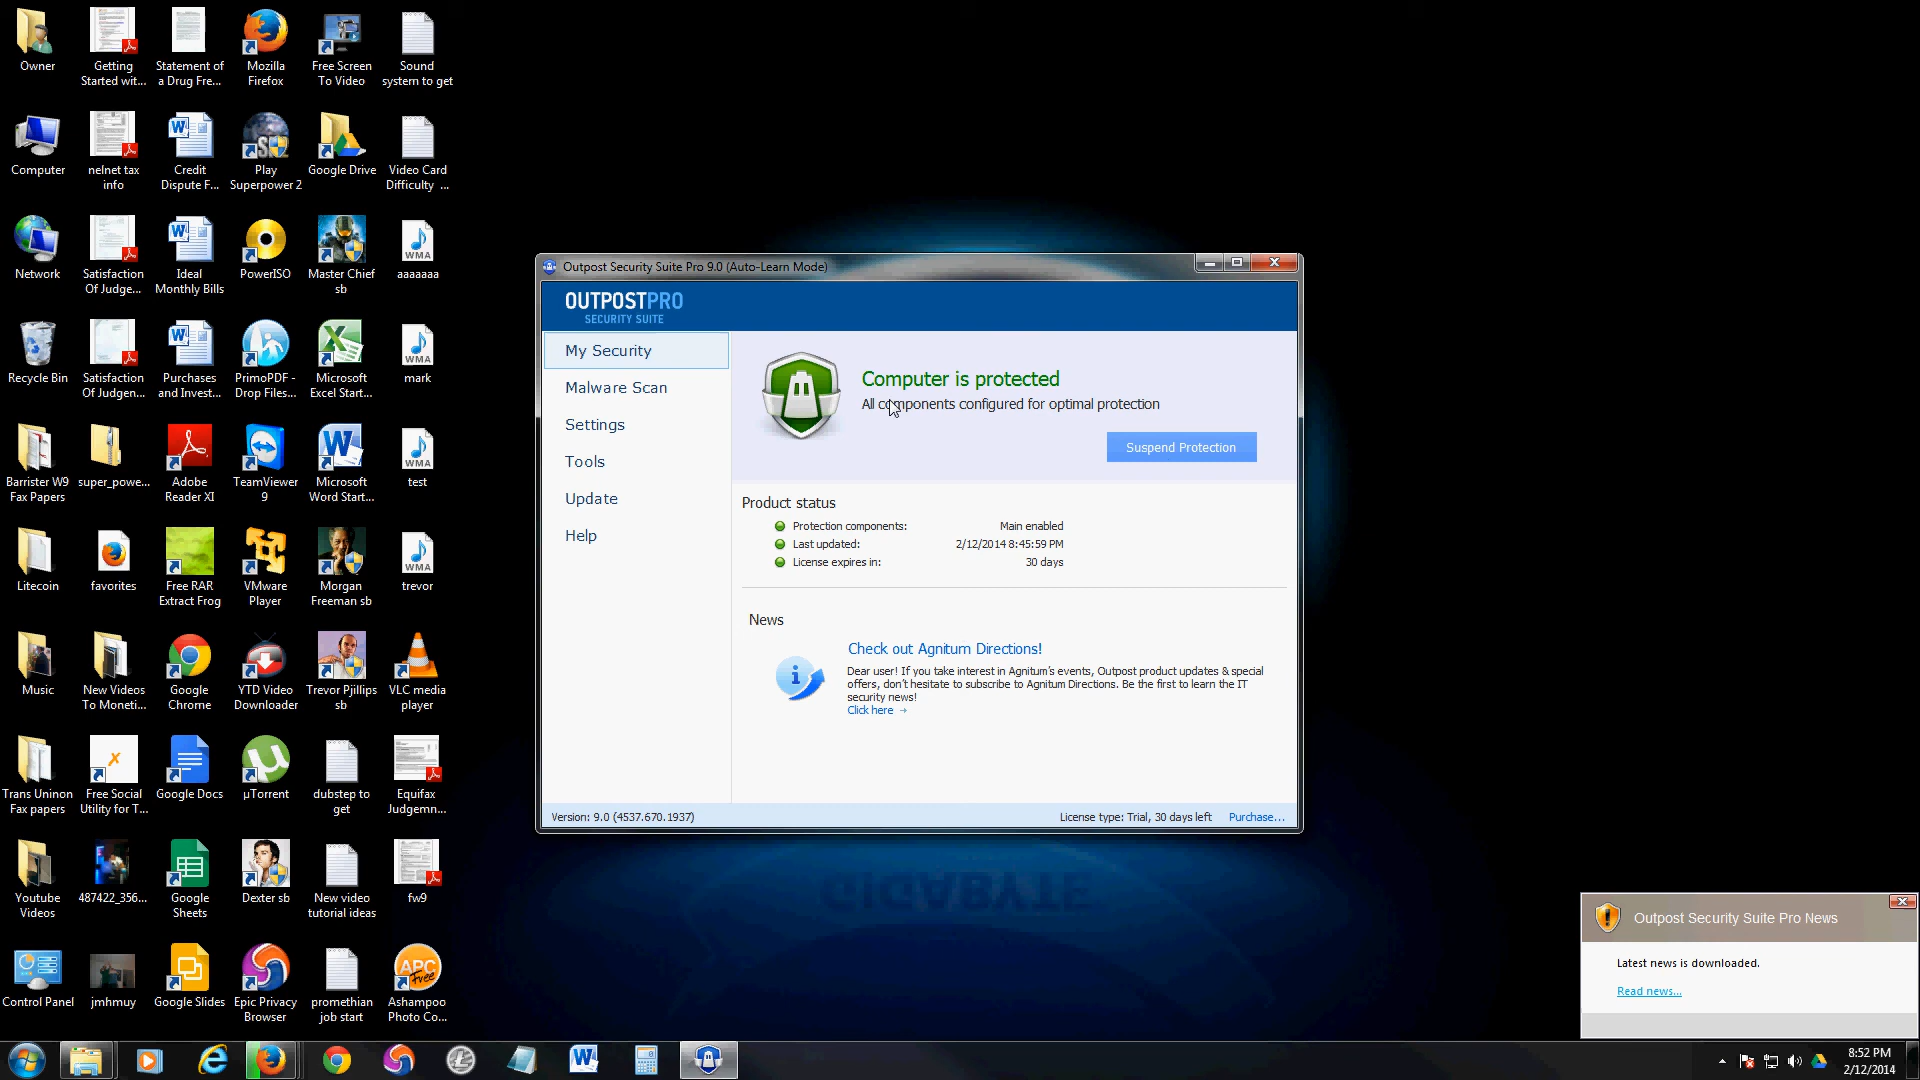 Owner
Getting
Started wit...
Statement of
a Drug Fre...
Mozilla
Firefox
Free Screen
To Video
Sound
system to get
Computer
nelnet tax
info
Credit
Dispute F...
Play
Superpower 2
Google Drive
Video Card
Difficulty ...
Network
Satisfaction
Of Judge...
Ideal
Monthly Bills
PowerISO
Master Chief
sb
WMA
aaaaaaa
Recycle Bin
Satisfaction
Of Judgen...
Purchases
and Invest...
PrimoPDF -
Drop Files...
Microsoft
Excel Start...
WMA
mark
Barrister W9
Fax Papers
super_powe...
Adobe
Reader XI
TeamViewer
9
Microsoft
Word Start...
WMA
test
Litecoin
favorites
Free RAR
Extract Frog
VMware
Player
Morgan
Freeman sb
WMA
trevor
Music
New Videos
To Moneti...
Google
Chrome
YTD Video
Downloader
Trevor Pjillips
sb
VLC media
player
Trans Uninon
Fax papers
Free Social
Utility for T...
Google Docs
µTorrent
dubstep to
get
Equifax
Judgemn...
Youtube
Videos
487422_356...
Google
Sheets
Dexter sb
New video
tutorial ideas
fw9
Control Panel
jmhmuy
Google Slides
Epic Privacy
Browser
promethian
job start
APC
Free
Ashampoo
Photo Co...
Outpost Security Suite Pro 9.0 (Auto-Learn Mode)
OUTPOSTPRO
SECURITY SUITE
My Security
Malware Scan
Settings
Tools
Update
Help
Computer is protected
All components configured for optimal protection
Suspend Protection
Product status
Protection components: Main enabled
Last updated: 2/12/2014 8:45:59 PM
License expires in: 30 days
News
Check out Agnitum Directions!
Dear user! If you take interest in Agnitum's events, Outpost product updates & special
offers, don't hesitate to subscribe to Agnitum Directions. Be the first to learn the IT
security news!
Click here →
Version: 9.0 (4537.670.1937)
License type: Trial, 30 days left Purchase...
GIGABYTE
Outpost Security Suite Pro News
Latest news is downloaded.
Read news...
8:52 PM
2/12/2014